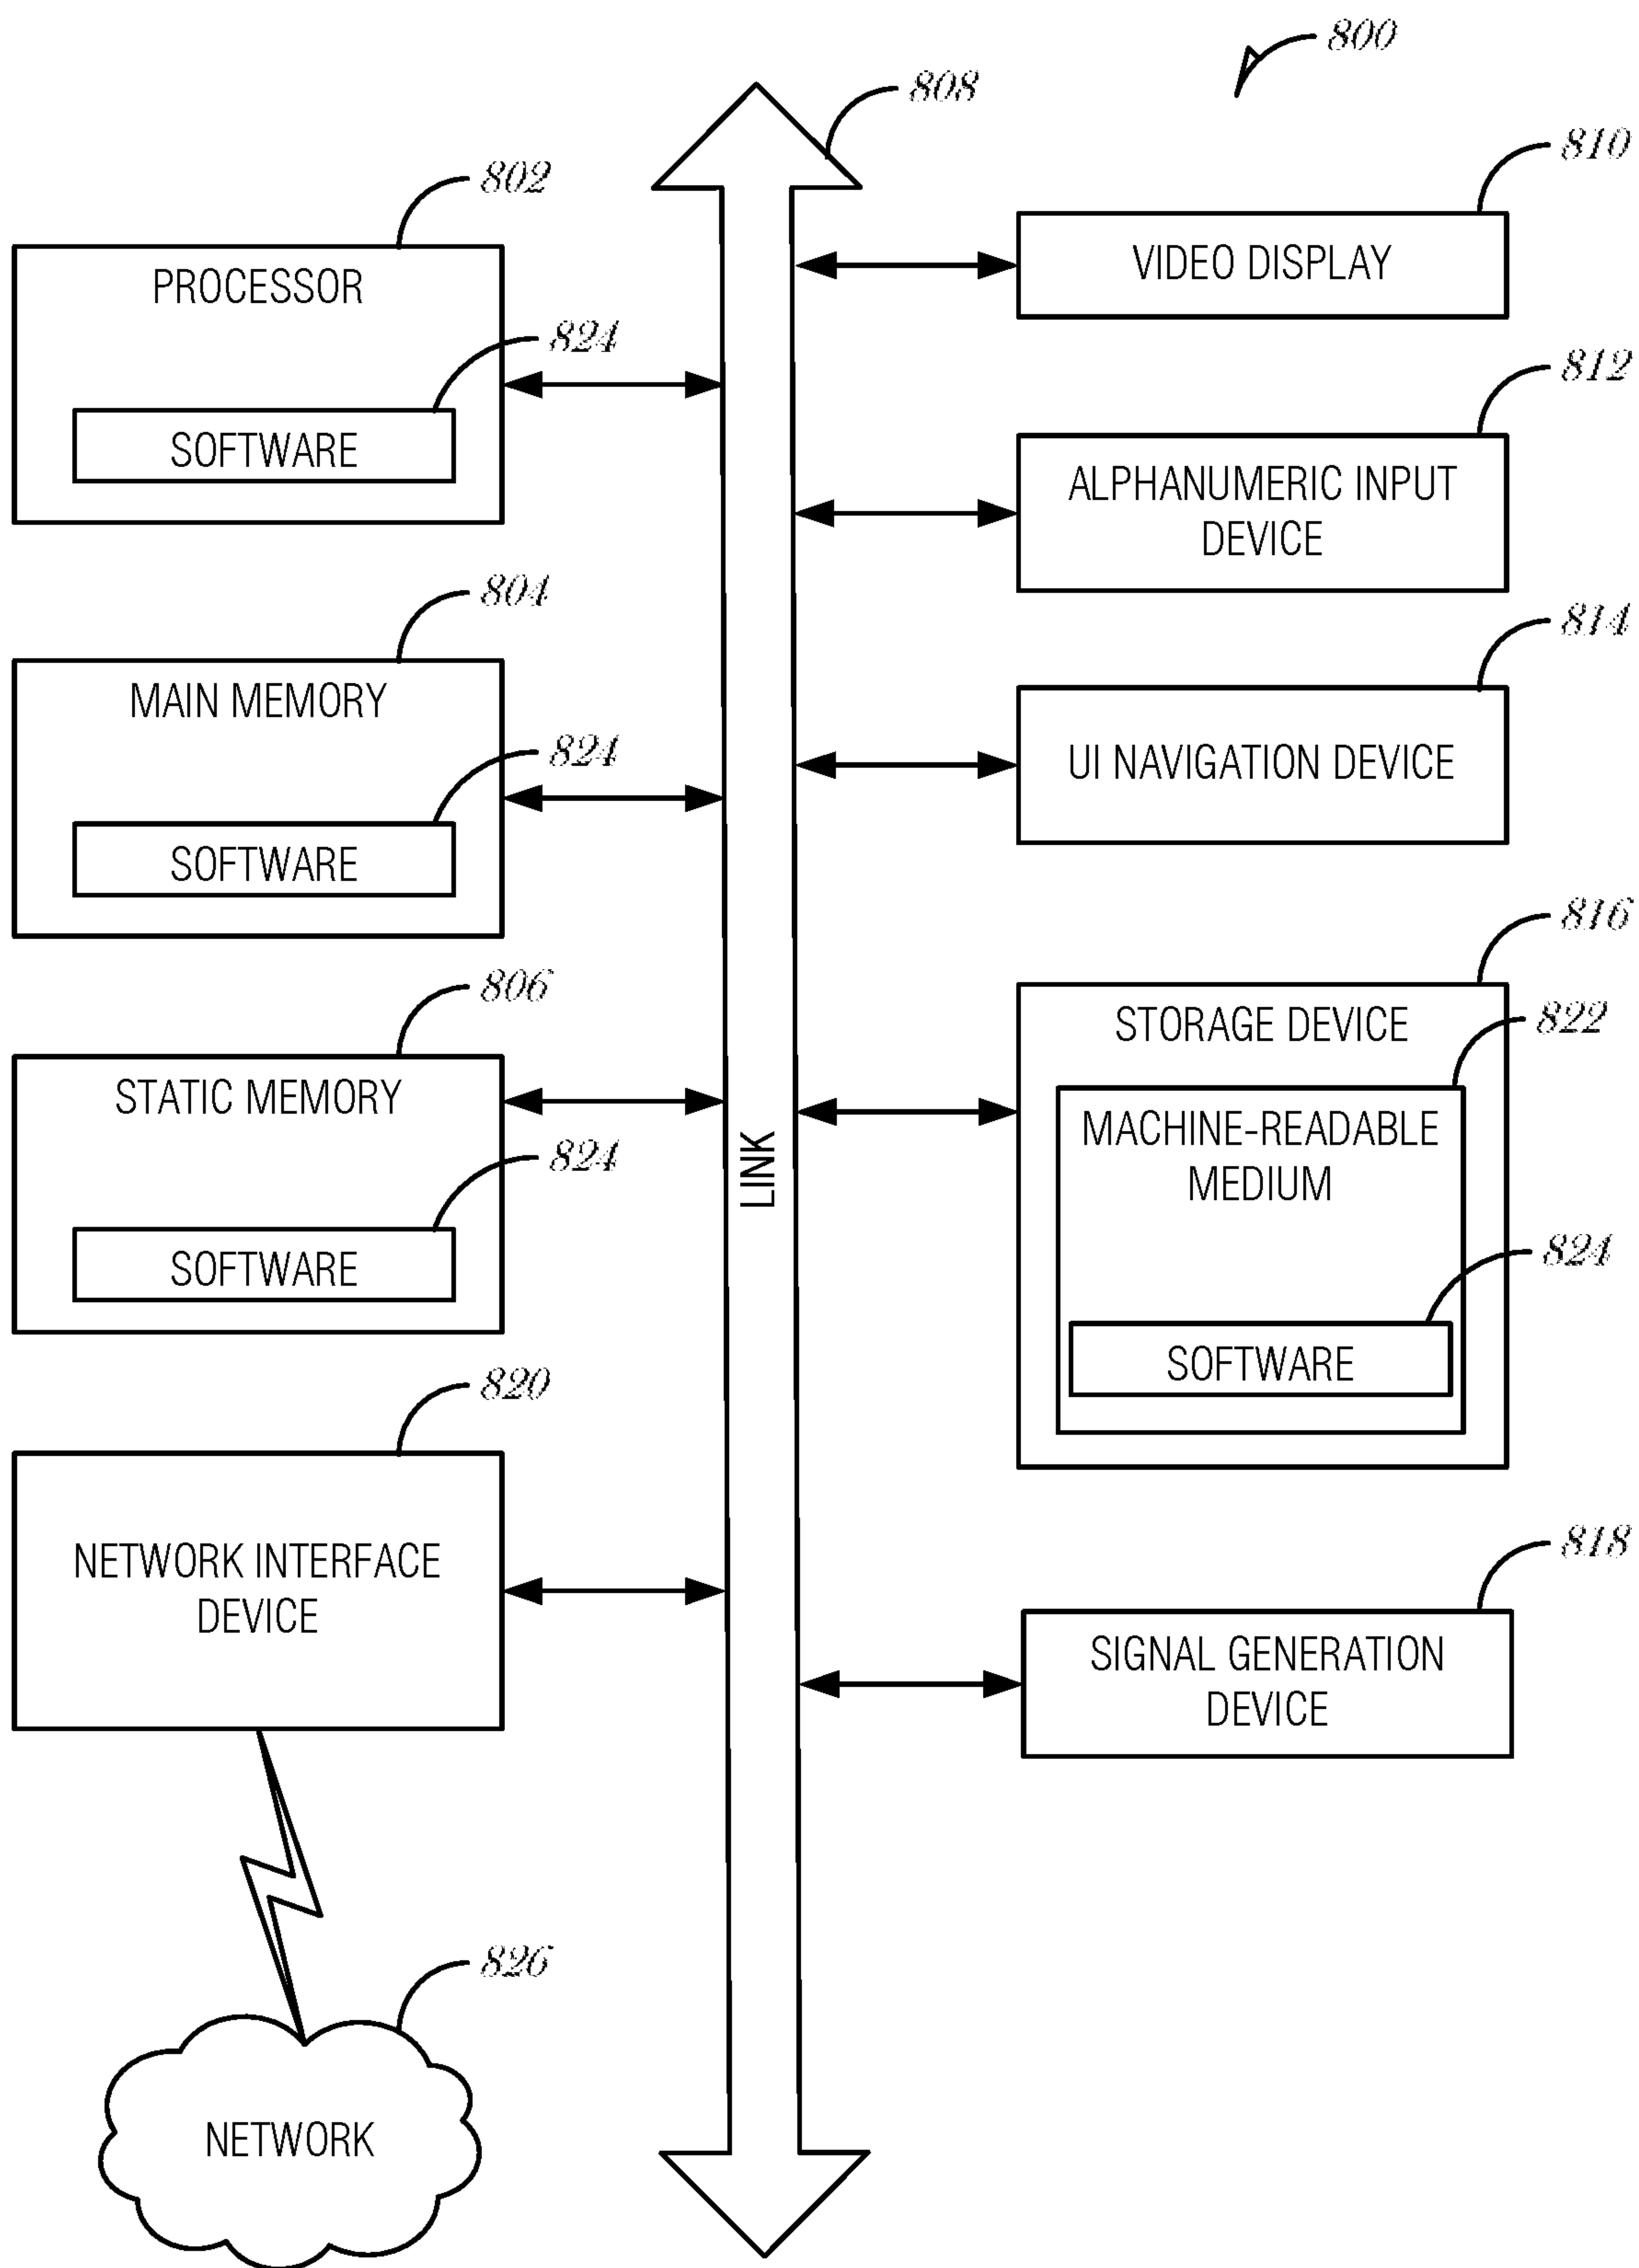 800
808
802
PROCESSOR
824
SOFTWARE
804
MAIN MEMORY
824
SOFTWARE
806
STATIC MEMORY
824
SOFTWARE
820
NETWORK INTERFACE
DEVICE
826
NETWORK
LINK
810
VIDEO DISPLAY
812
ALPHANUMERIC INPUT
DEVICE
814
UI NAVIGATION DEVICE
816
STORAGE DEVICE
822
MACHINE-READABLE
MEDIUM
824
SOFTWARE
818
SIGNAL GENERATION
DEVICE